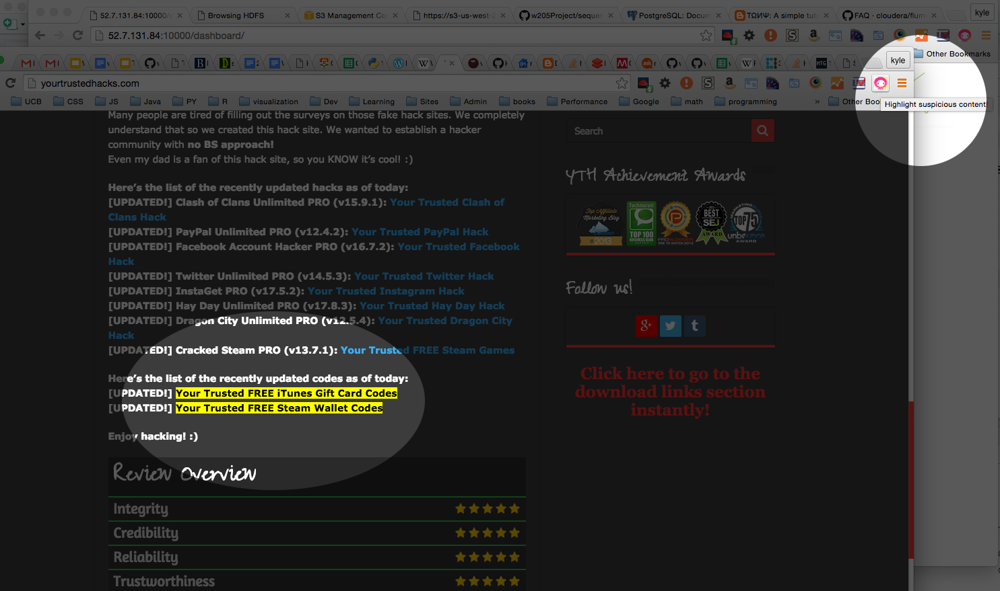 52.7.131.84:10000/
Browsing HDFS
S3 Management Co
https://s3-us-west-2
w205Project/sequen
PostgreSQL: Docum
ΤΩИΨ: A simple tuto
FAQ · cloudera/flum
kyle
52.7.131.84:10000/dashboard/
Other Bookmarks
kyle
yourtrustedhacks.com
UCB
CSS
JS
Java
PY
R
visualization
Dev
Learning
Sites
Admin
books
Performance
Google
math
programming
»
Other Boo
Highlight suspicious content!
Many people are tired of filling out the surveys on those fake hack sites. We completely
understand that so we created this hack site. We wanted to establish a hacker
community with no BS approach!
Even my dad is a fan of this hack site, so you KNOW it's cool! :)
Here's the list of the recently updated hacks as of today:
[UPDATED!] Clash of Clans Unlimited PRO (v15.9.1): Your Trusted Clash of
Clans Hack
[UPDATED!] PayPal Unlimited PRO (v12.4.2): Your Trusted PayPal Hack
[UPDATED!] Facebook Account Hacker PRO (v16.7.2): Your Trusted Facebook
Hack
[UPDATED!] Twitter Unlimited PRO (v14.5.3): Your Trusted Twitter Hack
[UPDATED!] InstaGet PRO (v17.5.2): Your Trusted Instagram Hack
[UPDATED!] Hay Day Unlimited PRO (v17.8.3): Your Trusted Hay Day Hack
[UPDATED!] Dragon City Unlimited PRO (v12.5.4): Your Trusted Dragon City
Hack
[UPDATED!] Cracked Steam PRO (v13.7.1): Your Trusted FREE Steam Games
Here's the list of the recently updated codes as of today:
[UPDATED!] Your Trusted FREE iTunes Gift Card Codes
[UPDATED!] Your Trusted FREE Steam Wallet Codes
Enjoy hacking! :)
Review Overview
Integrity
Credibility
Reliability
Trustworthiness
Search
YTH Achievement Awards
Top Affiliate
Marketing Blog
2013
Technorati
TOP 100
BUSINESS BLOG
PROBLOGGER
ONE TO WATCH 2013
BEST
SEJ
AWARD
TOP 75
unbounce
AWARD
Follow us!
Click here to go to the
download links section
instantly!